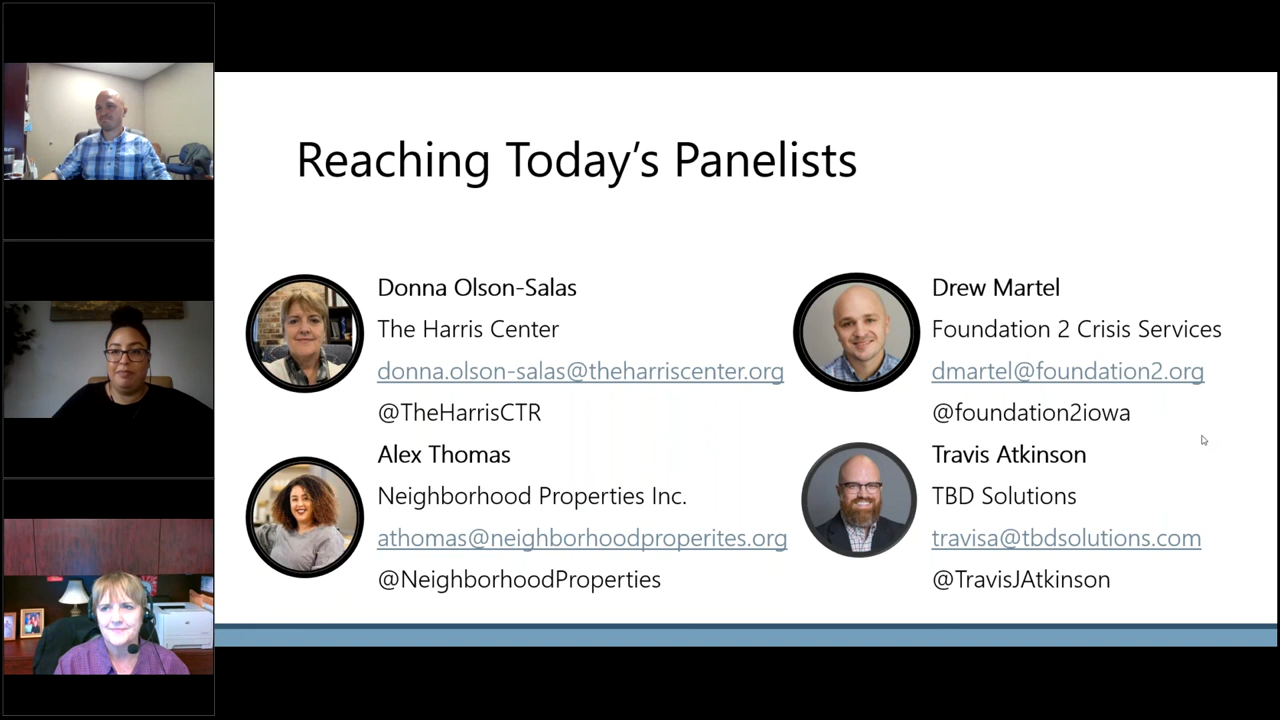 Reaching Today's Panelists
Donna Olson-Salas
The Harris Center
donna.olson-salas@theharriscenter.org
@TheHarrisCTR
Alex Thomas
Neighborhood Properties Inc.
athomas@neighborhoodproperites.org
@NeighborhoodProperties
Drew Martel
Foundation 2 Crisis Services
dmartel@foundation2.org
@foundation2iowa
Travis Atkinson
TBD Solutions
travisa@tbdsolutions.com
@TravisJAtkinson